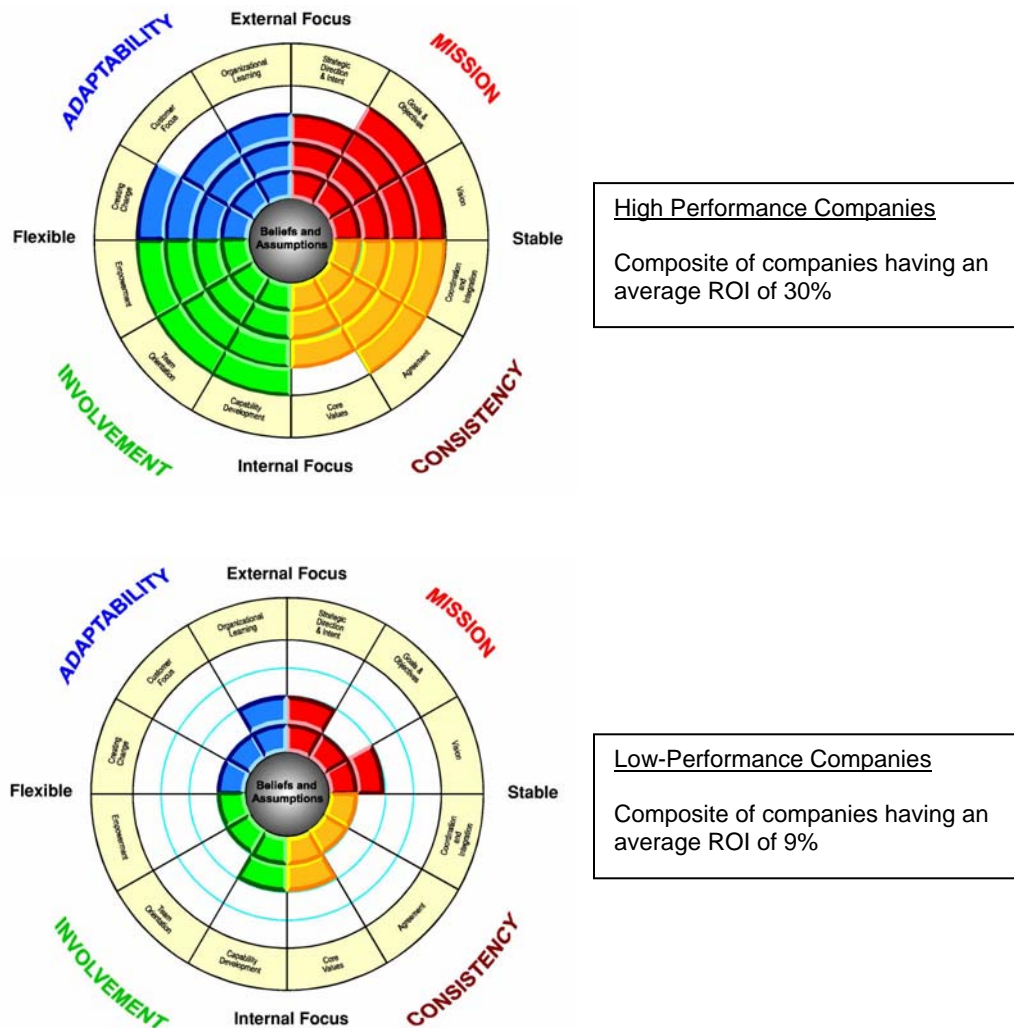 External Focus
ADAPTABILITY
MISSION
Organizational
Learning
Strategic
Direction
& Intent
Customer
Focus
Goals &
Objectives
Creating
Change
Vision
Flexible
Beliefs and
Assumptions
Stable
Empowerment
Coordination
and
Integration
Team
Orientation
Agreement
Capability
Development
Core
Values
INVOLVEMENT
CONSISTENCY
Internal Focus
High Performance Companies
Composite of companies having an
average ROI of 30%
External Focus
ADAPTABILITY
MISSION
Organizational
Learning
Strategic
Direction
& Intent
Customer
Focus
Goals &
Objectives
Creating
Change
Vision
Flexible
Beliefs and
Assumptions
Stable
Empowerment
Coordination
and
Integration
Team
Orientation
Agreement
Capability
Development
Core
Values
INVOLVEMENT
CONSISTENCY
Internal Focus
Low-Performance Companies
Composite of companies having an
average ROI of 9%